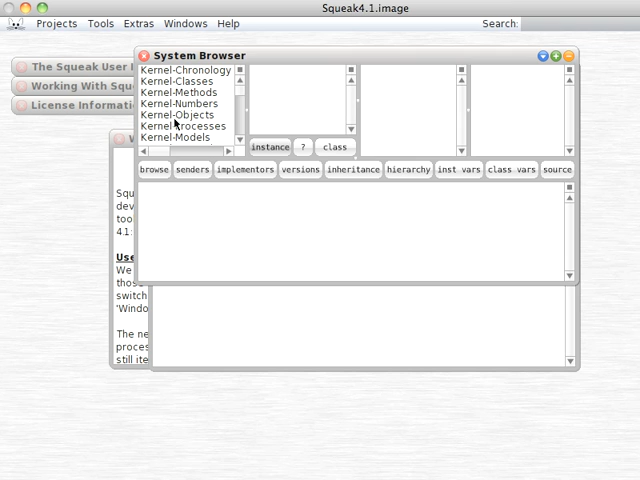 Squeak4.1.image
Projects Tools Extras Windows Help Search:
System Browser
The Squeak User
Working With Squ
License Informati
Kernel-Chronology
Kernel-Classes
Kernel-Methods
Kernel-Numbers
Kernel-Objects
Kernel-Processes
Kernel-Models
instance ? class
browse senders implementors versions inheritance hierarchy inst vars class vars source
W
Squ
dev
tool
4.1:
Use
We
those
switch
'Windo
The ne
proces
still ite